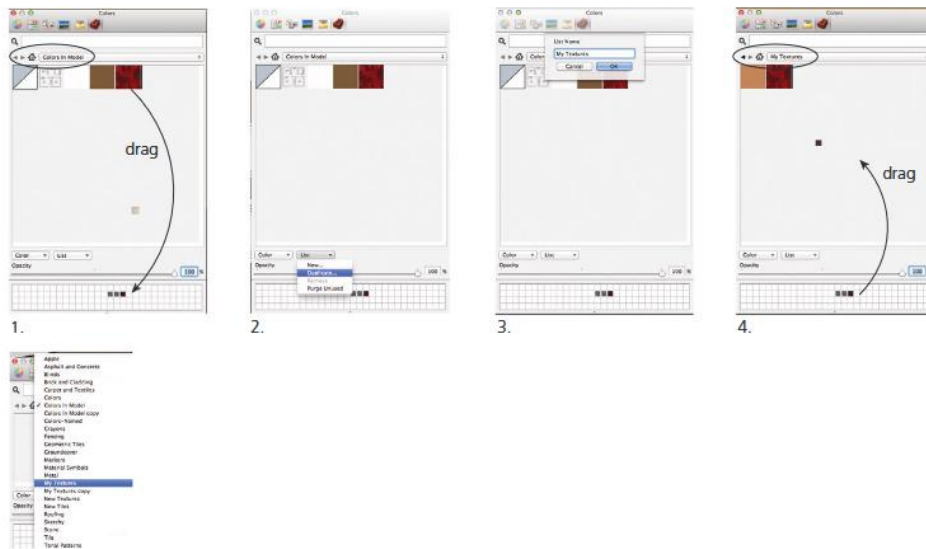 Colors
Colors In Model
drag
Color
List
Opacity
100 %
1.
Colors
Colors In Model
Color
List
Opacity
New...
Duplicate...
Remove
Purge Unused
100 %
2.
Colors
List Name
My Textures
Cancel
OK
Colors In Model
Color
List
Opacity
100 %
3.
Colors
My Textures
drag
Color
List
Opacity
100
4.
Apple
Asphalt and Concrete
Blinds
Brick and Cladding
Carpet and Textiles
Colors
Colors In Model
Colors In Model copy
Colors-Named
Crayons
Fencing
Geometric Tiles
Groundcover
Markers
Material Symbols
Metal
My Textures
My Textures copy
New Textures
New Tiles
Roofing
Sketchy
Stone
Tile
Tonal Patterns
Color
Opacity